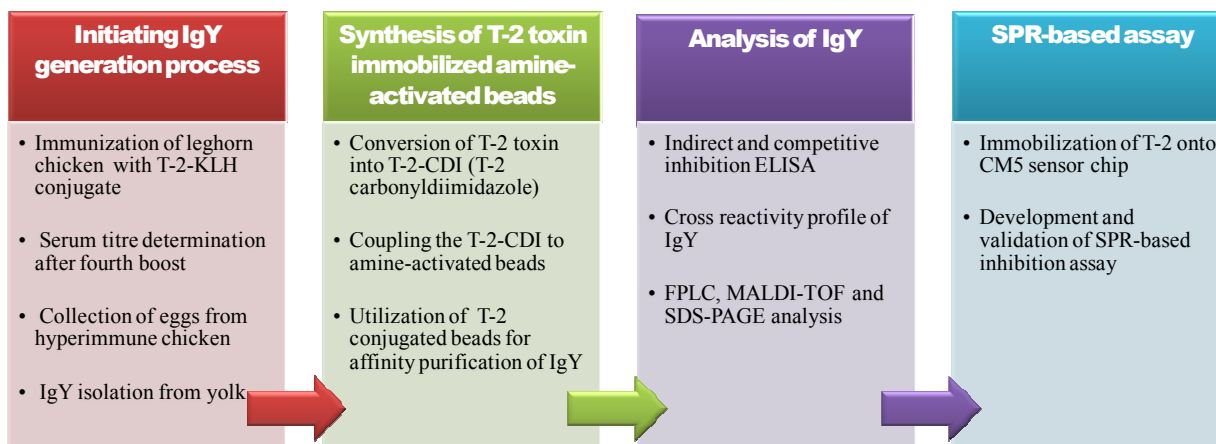 Initiating IgY
generation process
• Immunization of leghorn
chicken with T-2-KLH
conjugate
• Serum titre determination
after fourth boost
• Collection of eggs from
hyperimmune chicken
• IgY isolation from yolk
Synthesis of T-2 toxin
immobilized amine-
activated beads
• Conversion of T-2 toxin
into T-2-CDI (T-2
carbonyldiimidazole)
• Coupling the T-2-CDI to
amine-activated beads
• Utilization of T-2
conjugated beads for
affinity purification of IgY
Analysis of IgY
• Indirect and competitive
inhibition ELISA
• Cross reactivity profile of
IgY
• FPLC, MALDI-TOF and
SDS-PAGE analysis
SPR-based assay
• Immobilization of T-2 onto
CM5 sensor chip
• Development and
validation of SPR-based
inhibition assay